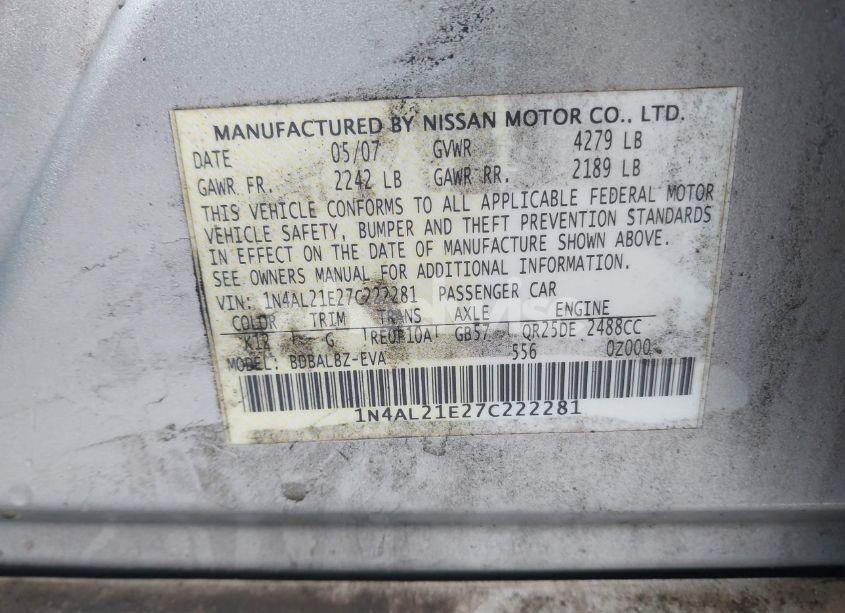 MANUFACTURED BY NISSAN MOTOR CO., LTD.
DATE 05/07 GVWR 4279 LB
GAWR FR. 2242 LB GAWR RR. 2189 LB
THIS VEHICLE CONFORMS TO ALL APPLICABLE FEDERAL MOTOR
VEHICLE SAFETY, BUMPER AND THEFT PREVENTION STANDARDS
IN EFFECT ON THE DATE OF MANUFACTURE SHOWN ABOVE.
SEE OWNERS MANUAL FOR ADDITIONAL INFORMATION.
VIN: 1N4AL21E27C222281 PASSENGER CAR
COLOR TRIM TRANS AXLE ENGINE
K12 G RE0F10A GB57 QR25DE 2488CC
MODEL: BDBALBZ-EVA 556 0Z000
1N4AL21E27C222281